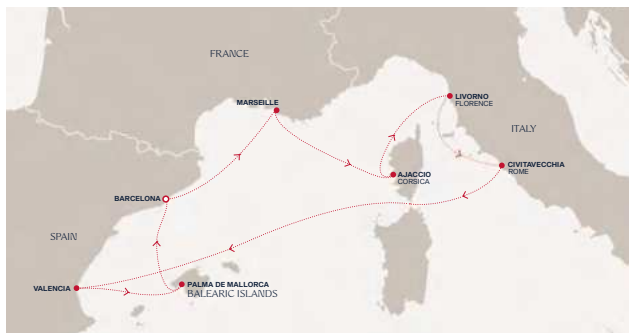 FRANCE
MARSEILLE
LIVORNO
FLORENCE
ITALY
CIVITAVECCHIA
ROME
AJACCIO
CORSICA
BARCELONA
SPAIN
VALENCIA
PALMA DE MALLORCA
BALEARIC ISLANDS